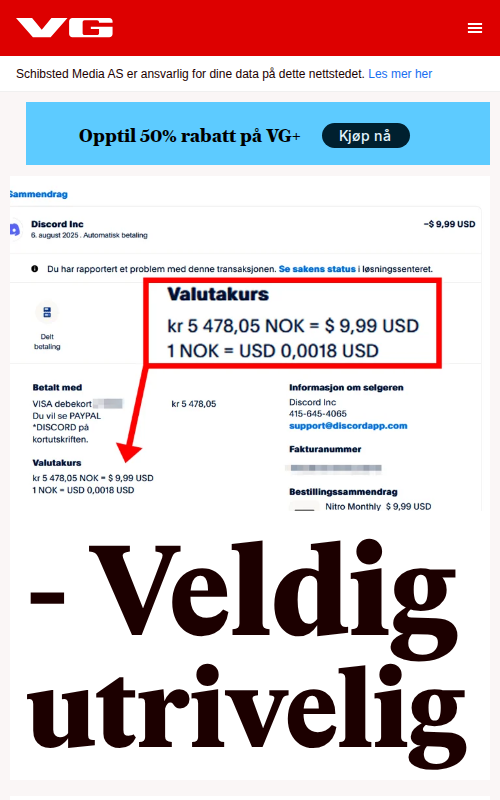 VG
Schibsted Media AS er ansvarlig for dine data på dette nettstedet. Les mer her
Opptil 50% rabatt på VG+
Kjøp nå
Sammendrag
Discord Inc
−$ 9,99 USD
6. august 2025 . Automatisk betaling
Du har rapportert et problem med denne transaksjonen. Se sakens status i løsningssenteret.
Valutakurs
kr 5 478,05 NOK = $ 9,99 USD
1 NOK = USD 0,0018 USD
Delt
betaling
Betalt med
VISA debekort
kr 5 478,05
Du vil se PAYPAL
*DISCORD på
kortutskriften.
Valutakurs
kr 5 478,05 NOK = $ 9,99 USD
1 NOK = USD 0,0018 USD
Informasjon om selgeren
Discord Inc
415-645-4065
support@discordapp.com
Fakturanummer
Bestillingssammendrag
Nitro Monthly $ 9,99 USD
- Veldig
utrivelig